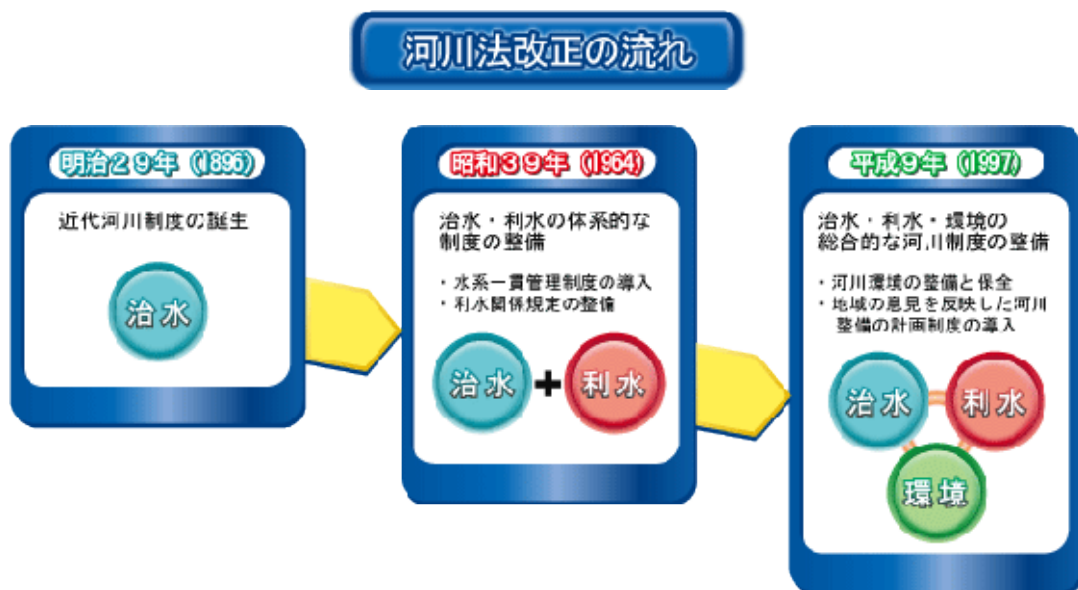 河川法改正の流れ
明治29年（1896）
近代河川制度の誕生
治水
昭和39年（1964）
治水・利水の体系的な
制度の整備
・水系一貫管理制度の導入
・利水関係規定の整備
治水
+
利水
平成9年（1997）
治水・利水・環境の
総合的な河川制度の整備
・河川環境の整備と保全
・地域の意見を反映した河川
整備の計画制度の導入
治水
利水
環境